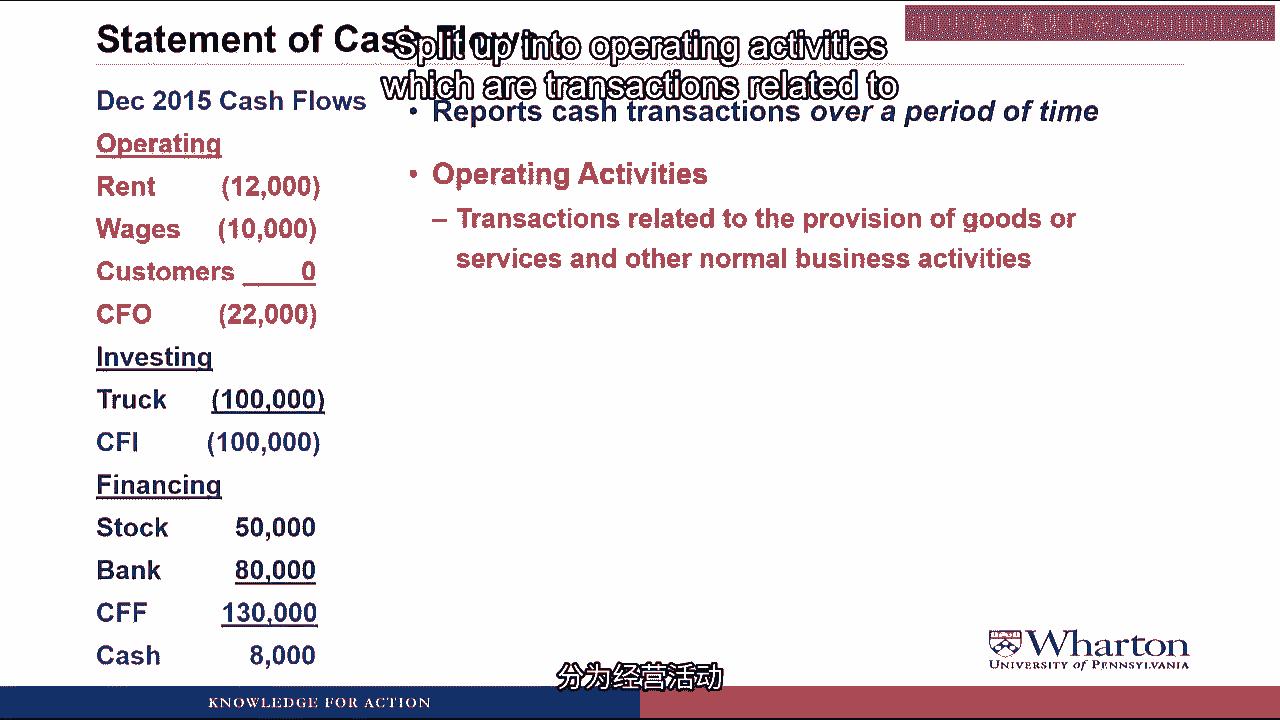 Statement of Cash Flows
Split up into operating activities
which are transactions related to
Dec 2015 Cash Flows
Operating
Rent (12,000)
Wages (10,000)
Customers 0
CFO (22,000)
Investing
Truck (100,000)
CFI (100,000)
Financing
Stock 50,000
Bank 80,000
CFF 130,000
Cash 8,000
• Reports cash transactions over a period of time
• Operating Activities
– Transactions related to the provision of goods or
services and other normal business activities
Wharton
UNIVERSITY of PENNSYLVANIA
分为经营活动
KNOWLEDGE FOR ACTION